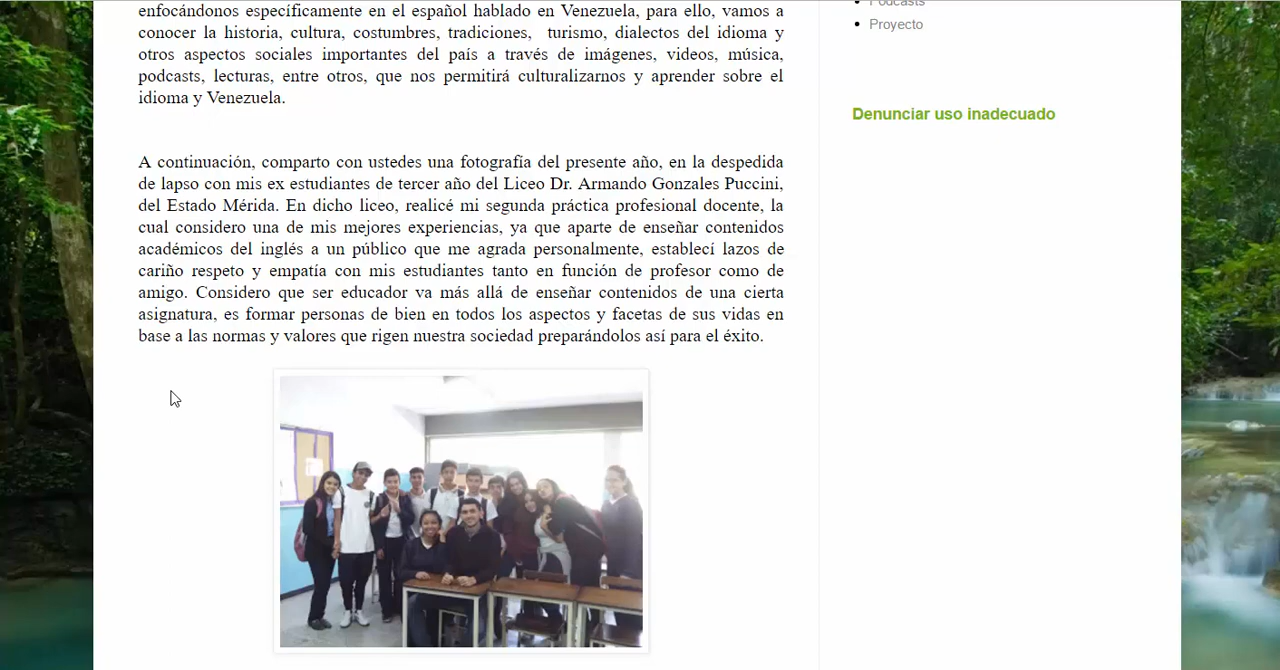 enfocándonos específicamente en el español hablado en Venezuela, para ello, vamos a
conocer la historia, cultura, costumbres, tradiciones, turismo, dialectos del idioma y
otros aspectos sociales importantes del país a través de imágenes, videos, música,
podcasts, lecturas, entre otros, que nos permitirá culturalizarnos y aprender sobre el
idioma y Venezuela.
A continuación, comparto con ustedes una fotografía del presente año, en la despedida
de lapso con mis ex estudiantes de tercer año del Liceo Dr. Armando Gonzales Puccini,
del Estado Mérida. En dicho liceo, realicé mi segunda práctica profesional docente, la
cual considero una de mis mejores experiencias, ya que aparte de enseñar contenidos
académicos del inglés a un público que me agrada personalmente, establecí lazos de
cariño respeto y empatía con mis estudiantes tanto en función de profesor como de
amigo. Considero que ser educador va más allá de enseñar contenidos de una cierta
asignatura, es formar personas de bien en todos los aspectos y facetas de sus vidas en
base a las normas y valores que rigen nuestra sociedad preparándolos así para el éxito.
Podcasts
Proyecto
Denunciar uso inadecuado